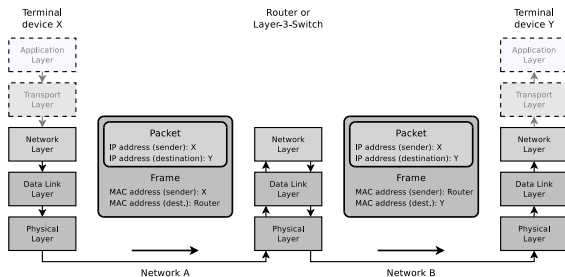 Terminal
device X
Router or
Layer-3-Switch
Terminal
device Y
Application
Layer
Transport
Layer
Network
Layer
Data Link
Layer
Physical
Layer
Packet
IP address (sender): X
IP address (destination): Y
Frame
MAC address (sender): X
MAC address (dest.): Router
Network
Layer
Data Link
Layer
Physical
Layer
Packet
IP address (sender): X
IP address (destination): Y
Frame
MAC address (sender): Router
MAC address (dest.): Y
Application
Layer
Transport
Layer
Network
Layer
Data Link
Layer
Physical
Layer
Network A
Network B